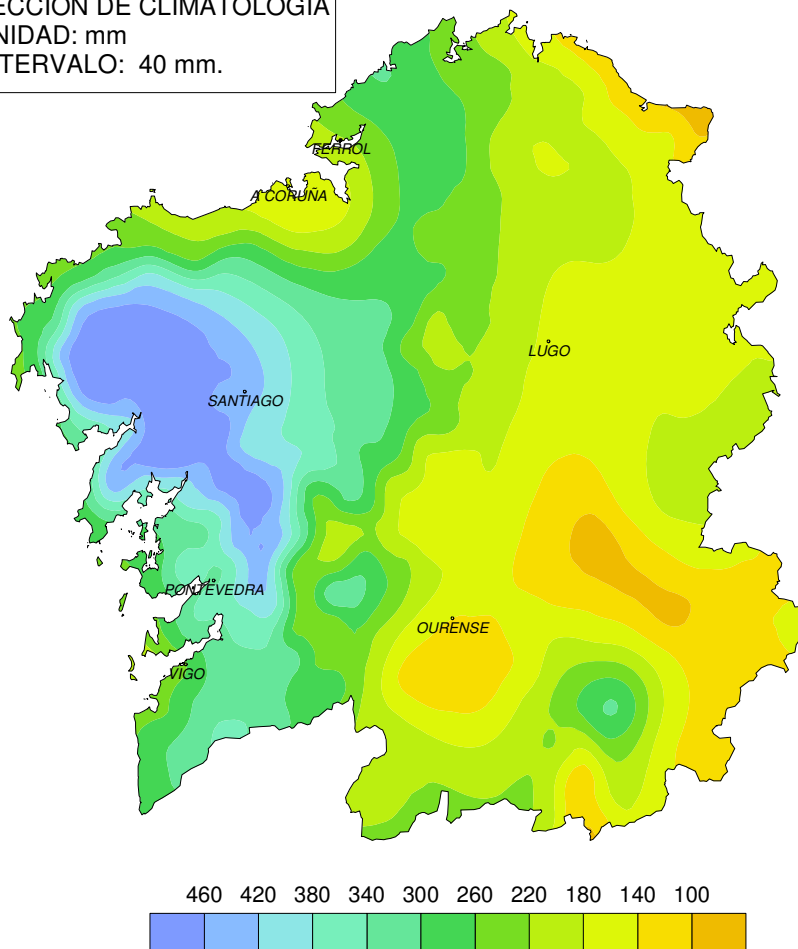 ECCIÓN DE CLIMATOLOGÍA
NIDAD: mm
TERVALO: 40 mm.
FERROL
A CORUÑA
LUGO
SANTIAGO
PONTEVEDRA
OURENSE
VIGO
460 420 380 340 300 260 220 180 140 100